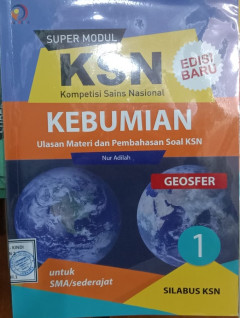 SUPER MODUL
KSN
EDISI
BARU
Kompetisi Sains Nasional
KEBUMIAN
Ulasan Materi dan Pembahasan Soal KSN
Nur Adilah
GEOSFER
1
untuk
SMA/sederajat
SILABUS KSN